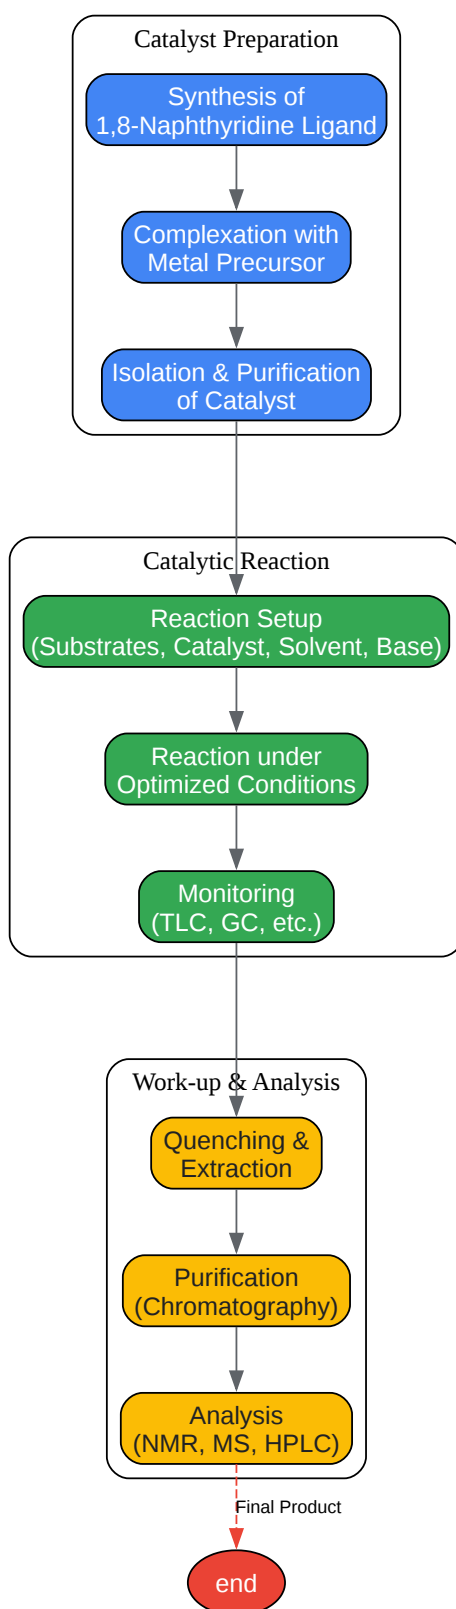 Catalyst Preparation
Synthesis of
1,8-Naphthyridine Ligand
Complexation with
Metal Precursor
Isolation & Purification
of Catalyst
Catalytic Reaction
Reaction Setup
(Substrates, Catalyst, Solvent, Base)
Reaction under
Optimized Conditions
Monitoring
(TLC, GC, etc.)
Work-up & Analysis
Quenching &
Extraction
Purification
(Chromatography)
Analysis
(NMR, MS, HPLC)
Final Product
end